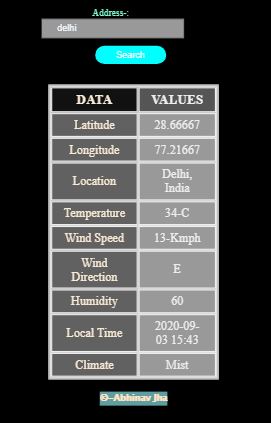 Address-:
delhi
Search
DATA VALUES
Latitude 28.66667
Longitude 77.21667
Location Delhi,
India
Temperature 34-C
Wind Speed 13-Kmph
Wind
Direction E
Humidity 60
Local Time 2020-09-
03 15:43
Climate Mist
©-Abhinav Jha